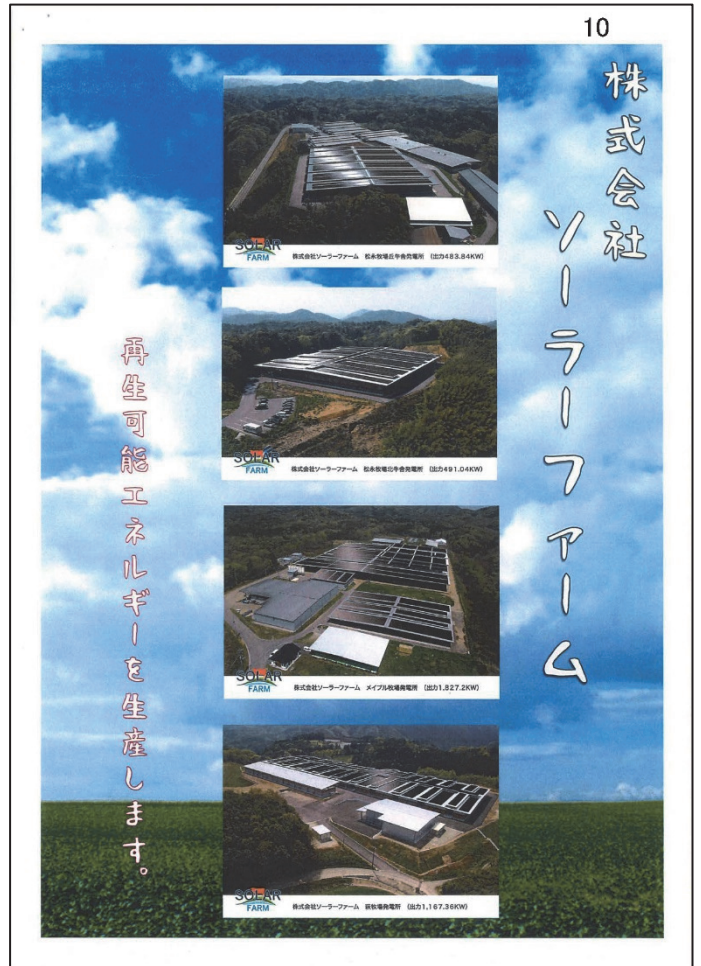 10
株式会社
ソーラーファーム
再生可能エネルギーを生産します。
SOLAR
FARM
株式会社ソーラーファーム 松永牧場丘牛舎発電所 (出力483.84KW)
SOLAR
FARM
株式会社ソーラーファーム 松永牧場北牛舎発電所 (出力491.04KW)
SOLAR
FARM
株式会社ソーラーファーム メイプル牧場発電所 (出力1,827.2KW)
SOLAR
FARM
株式会社ソーラーファーム 萩牧場発電所 (出力1,167.36KW)